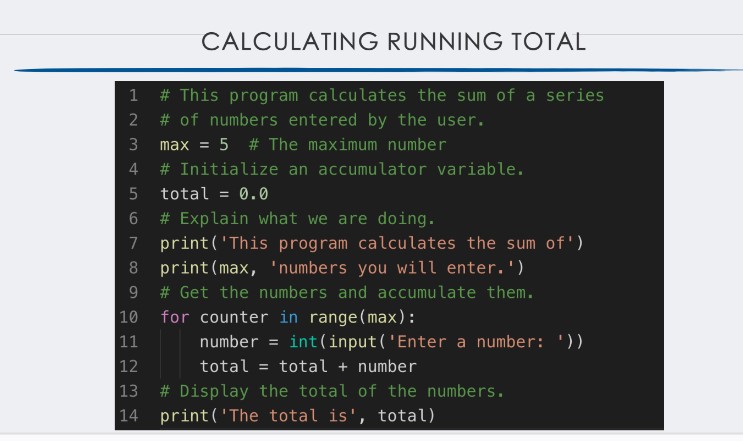 CALCULATING RUNNING TOTAL
1 # This program calculates the sum of a series
2 # of numbers entered by the user.
3 max = 5  # The maximum number
4 # Initialize an accumulator variable.
5 total = 0.0
6 # Explain what we are doing.
7 print('This program calculates the sum of')
8 print(max, 'numbers you will enter.')
9 # Get the numbers and accumulate them.
10 for counter in range(max):
11     number = int(input('Enter a number: '))
12     total = total + number
13 # Display the total of the numbers.
14 print('The total is', total)